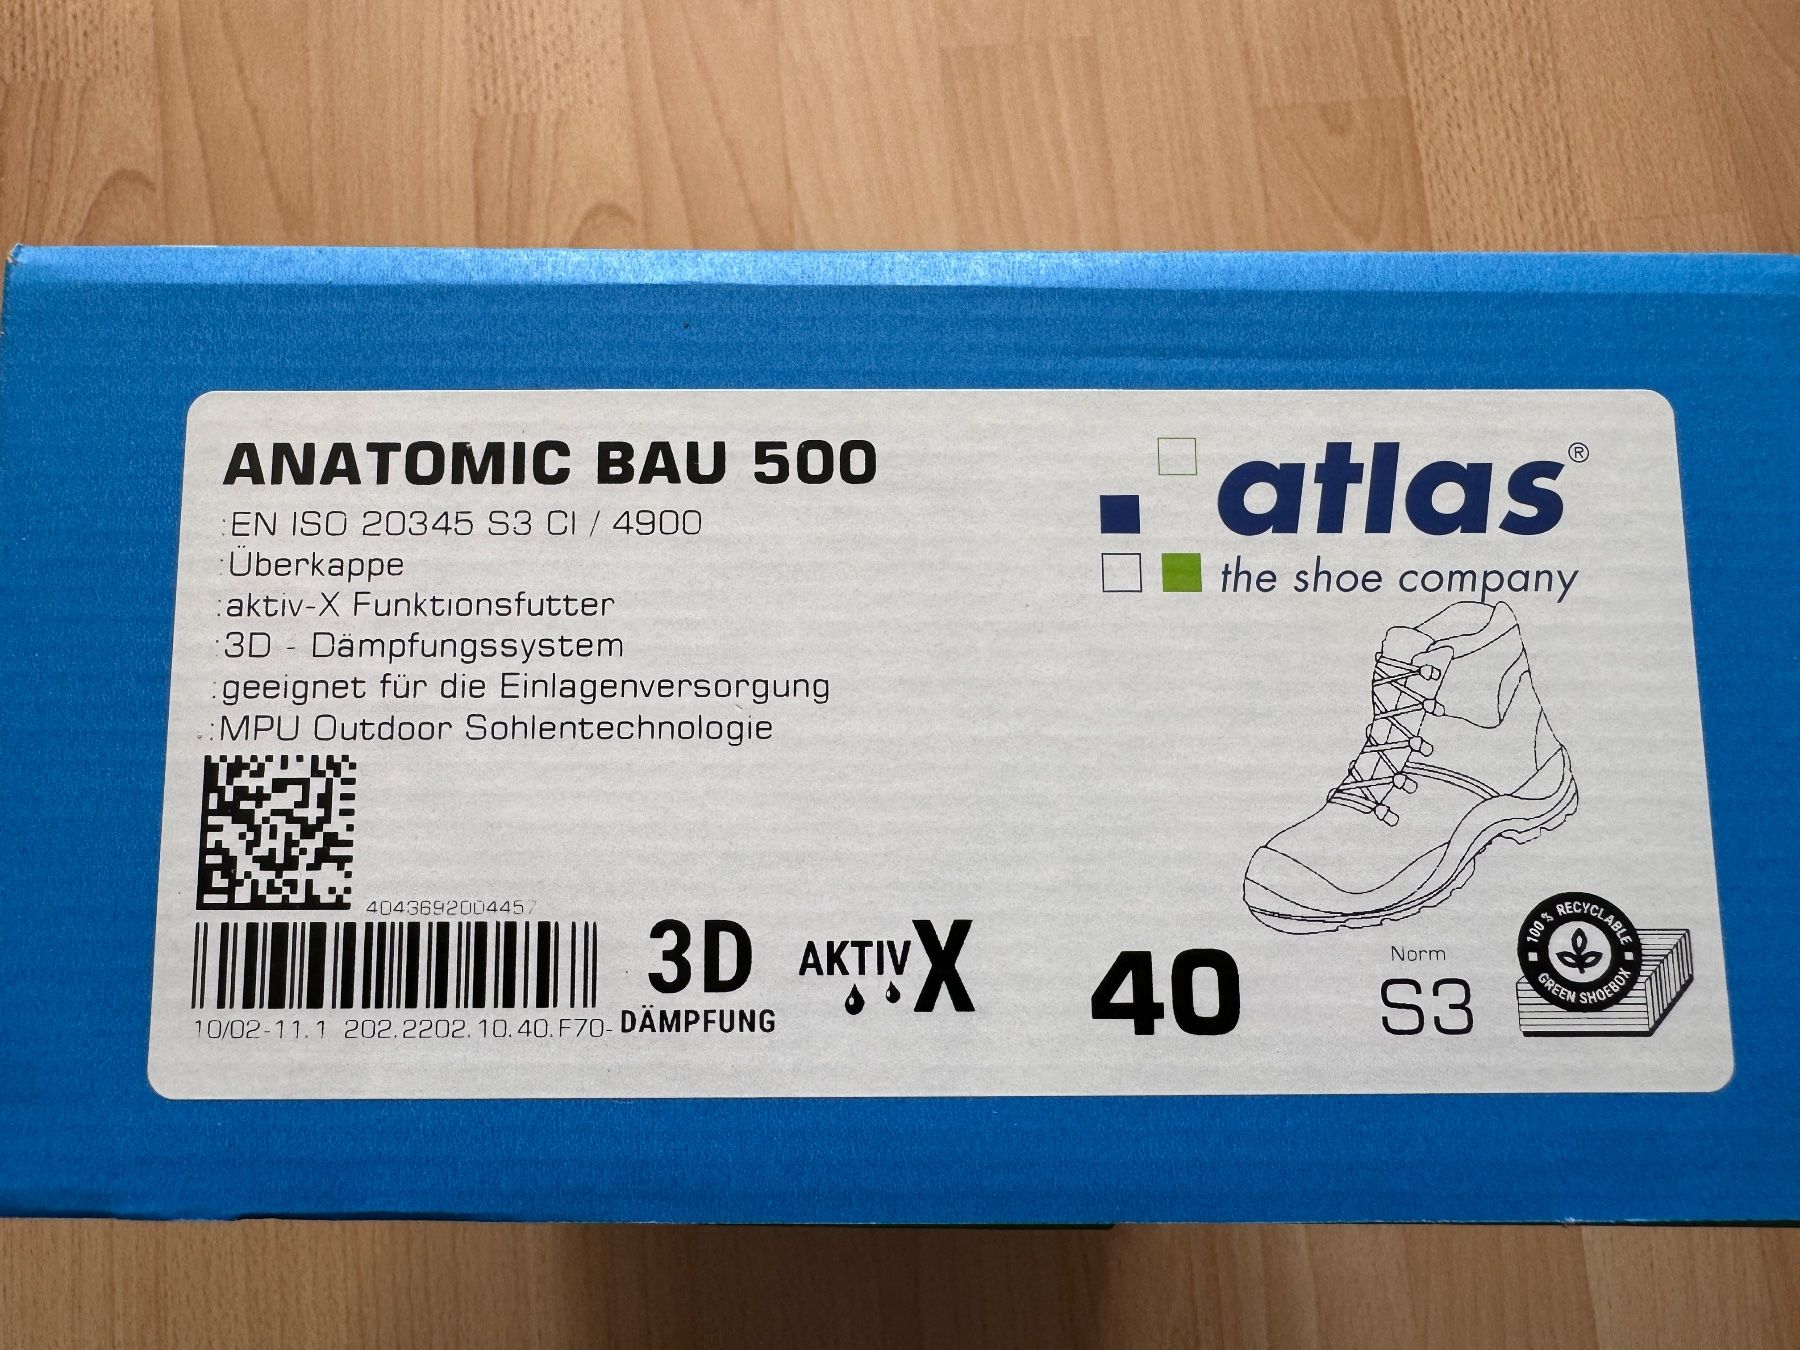 ANATOMIC BAU 500
:EN ISO 20345 S3 CI / 4900
:Überkappe
:aktiv-X Funktionsfutter
:3D - Dämpfungssystem
:geeignet für die Einlagenversorgung
:MPU Outdoor Sohlentechnologie
atlas®
the shoe company
4043692004457
10/02-11.1 202.2202.10.40.F70-
3D
DÄMPFUNG
AKTIV X
40
Norm
S3
100% RECYCLABLE
GREEN SHOEBOX